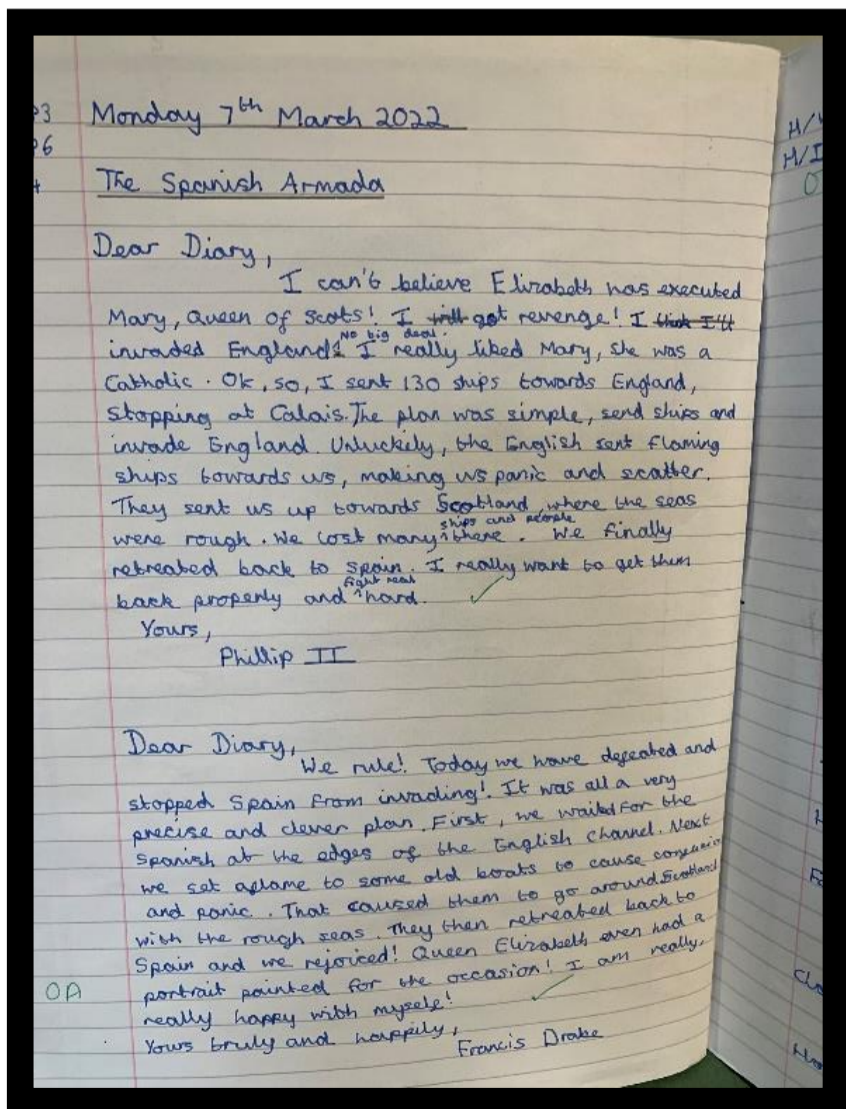 P3
P6
Monday 7th March 2022
The Spanish Armada
Dear Diary,
I can't believe Elizabeth has executed
Mary, Queen of Scots! I will get revenge! I
No big deal.
invaded England! I really liked Mary, she was a
Catholic. Ok, so, I sent 130 ships towards England,
stopping at Calais. The plan was simple, send ships and
invade England. Unluckely, the English sent flaming
ships towards us, making us panic and scatter.
They sent us up towards Scotland, where the seas
ships and people
were rough. We lost many ^ there. We finally
retreated back to Spain. I really want to get them
fight real
back properly and ^ hard.
Yours,
Phillip II
Dear Diary,
We rule! Today we have defeated and
stopped Spain from invading! It was all a very
precise and clever plan. First, we waited for the
Spanish at the edges of the English Channel. Next
we set aflame to some old boats to cause confusion
and panic. That caused them to go around Scotland
with the rough seas. They then retreated back to
Spain and we rejoiced! Queen Elizabeth even had a
OA
portrait painted for the occasion! I am really,
really happy with myself!
Yours truly and happily,
Francis Drake